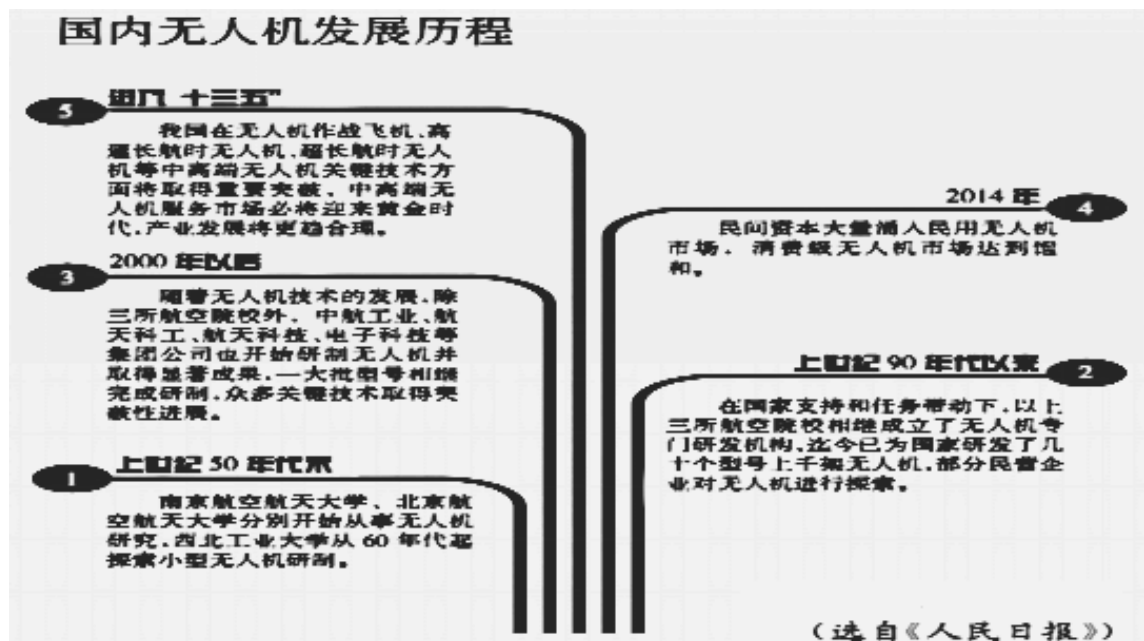 国内无人机发展历程
5
进入“十三五”
我国在无人机作战飞机、高
超长航时无人机、超长航时无人
机等中高端无人机关键技术方
面将取得重要突破，中高端无
人机服务市场必将迎来黄金时
代，产业发展将更趋合理。
2014 年
4
民间资本大量涌入民用无人机
市场，消费级无人机市场达到饱
和。
3
2000 年以后
随着无人机技术的发展，除
三所航空院校外，中航工业、航
天科工、航天科技、电子科技等
集团公司也开始研制无人机并
取得显著成果，一大批型号相继
完成研制，众多关键技术取得突
破性进展。
上世纪 90 年代以来
2
在国家支持和任务带动下，以上
三所航空院校相继成立了无人机专
门研发机构，迄今已为国家研发了几
十个型号上千架无人机，部分民营企
业对无人机进行探索。
1
上世纪 50 年代末
南京航空航天大学、北京航
空航天大学分别开始从事无人机
研究，西北工业大学从 60 年代起
探索小型无人机研制。
（选自《人民日报》）